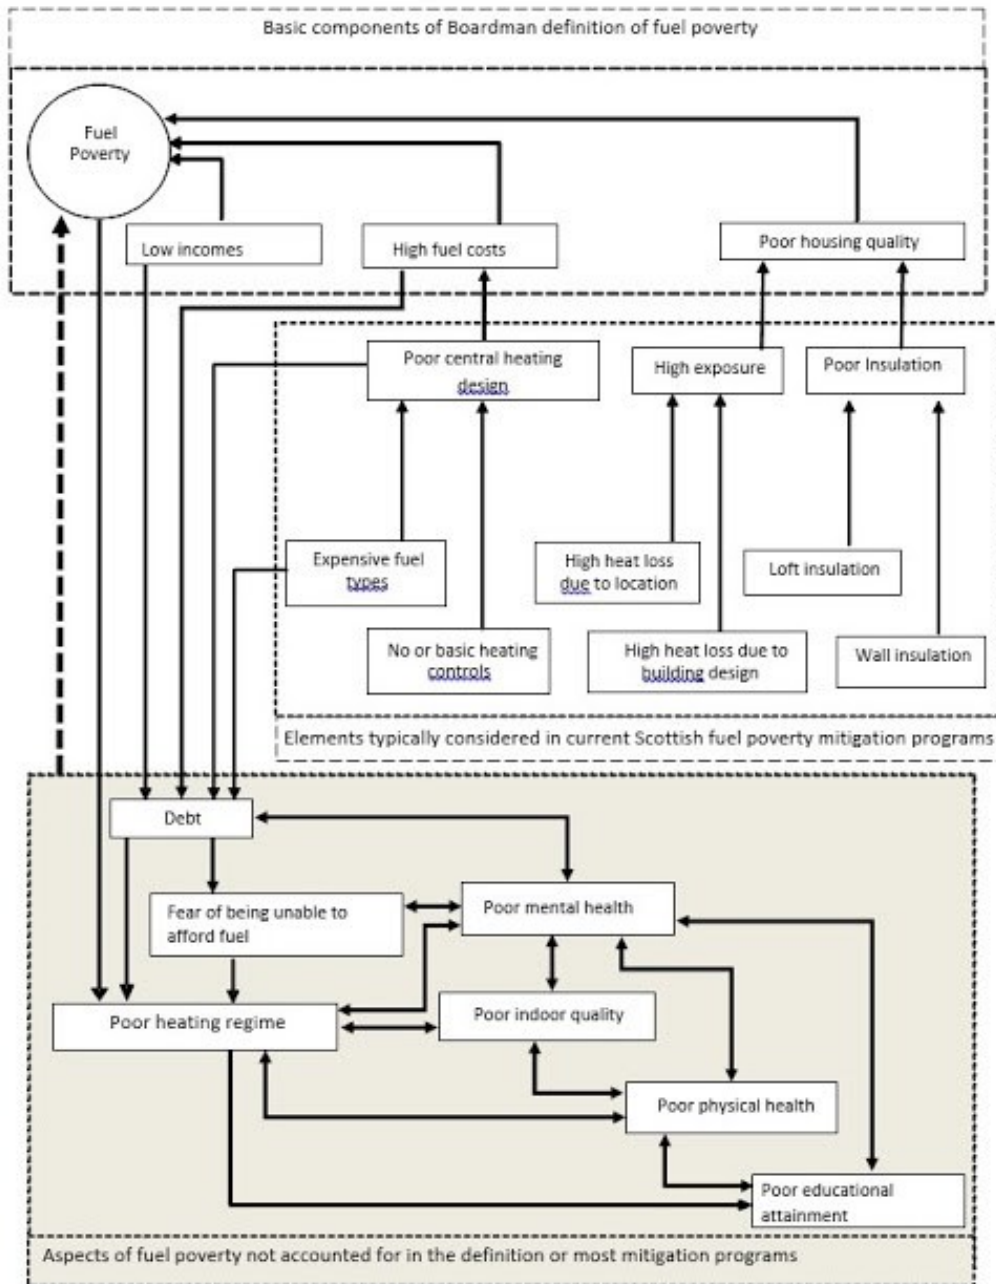 Basic components of Boardman definition of fuel poverty
Fuel
Poverty
Low incomes
High fuel costs
Poor housing quality
Poor central heating
design
High exposure
Poor Insulation
Expensive fuel
types
High heat loss
due to location
Loft insulation
No or basic heating
controls
High heat loss due to
building design
Wall insulation
Elements typically considered in current Scottish fuel poverty mitigation programs
Debt
Fear of being unable to
afford fuel
Poor mental health
Poor heating regime
Poor indoor quality
Poor physical health
Poor educational
attainment
Aspects of fuel poverty not accounted for in the definition or most mitigation programs